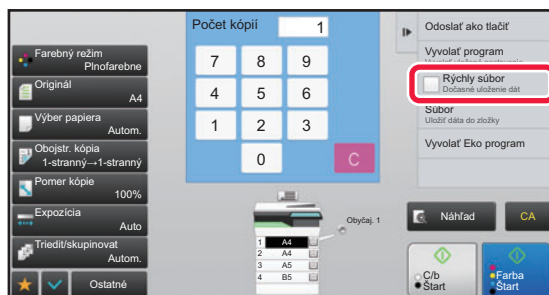 Počet kópií 1
Farebný režim
Plnofarebne
Originál
A4
Výber papiera
Autom.
Obojstr. kópia
1-stranný→1-stranný
Pomer kópie
100%
Expozícia
Auto
Triediť/skupinovat
Autom.
Ostatné
7 8 9
4 5 6
1 2 3
0 C
Obyčaj. 1
1 A4
2 A4
3 A5
4 B5
Odoslať ako tlačiť
Vyvolať program
Rýchly súbor
Dočasné uloženie dát
Súbor
Uložiť dáta do zložky
Vyvolať Eko program
Náhľad CA
C/b
Štart
Farba
Štart